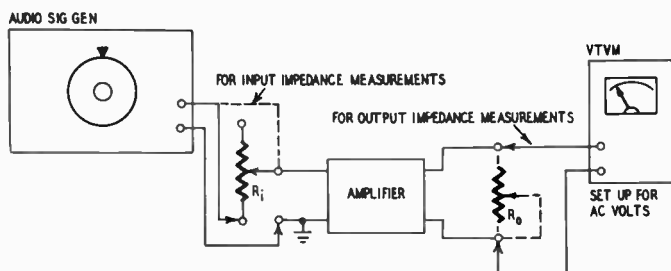 AUDIO SIG GEN
VTVM
FOR INPUT IMPEDANCE MEASUREMENTS
FOR OUTPUT IMPEDANCE MEASUREMENTS
Ri
AMPLIFIER
Ro
SET UP FOR
AC VOLTS